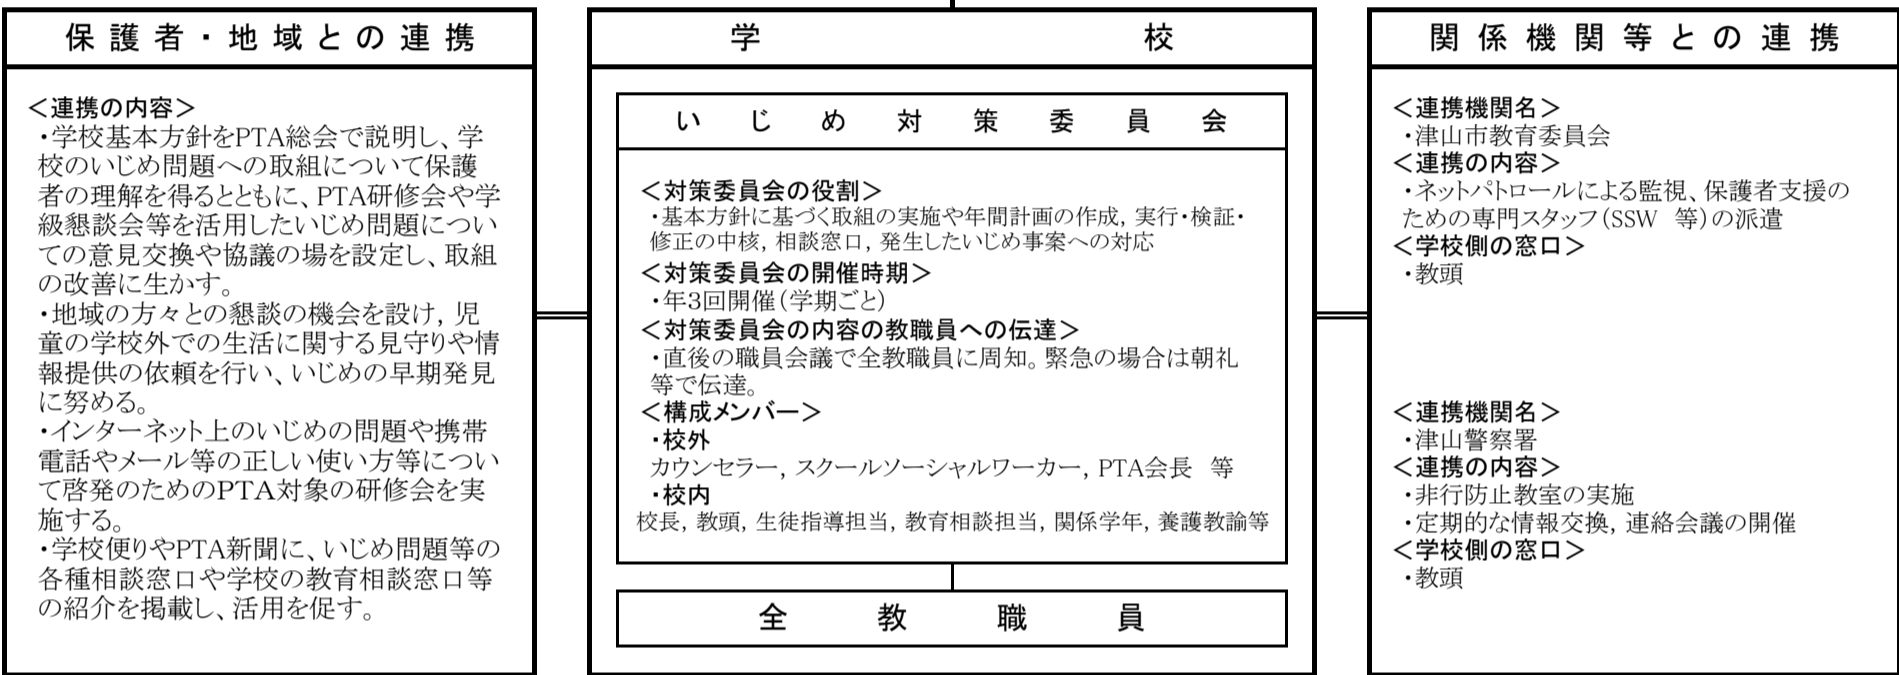 保護者・地域との連携
＜連携の内容＞
・学校基本方針をPTA総会で説明し、学
校のいじめ問題への取組について保護
者の理解を得るとともに、PTA研修会や学
級懇談会等を活用したいじめ問題につい
ての意見交換や協議の場を設定し、取組
の改善に生かす。
・地域の方々との懇談の機会を設け，児
童の学校外での生活に関する見守りや情
報提供の依頼を行い、いじめの早期発見
に努める。
・インターネット上のいじめの問題や携帯
電話やメール等の正しい使い方等につい
て啓発のためのPTA対象の研修会を実
施する。
・学校便りやPTA新聞に、いじめ問題等の
各種相談窓口や学校の教育相談窓口等
の紹介を掲載し、活用を促す。
学校
いじめ対策委員会
＜対策委員会の役割＞
・基本方針に基づく取組の実施や年間計画の作成，実行・検証・
修正の中核，相談窓口，発生したいじめ事案への対応
＜対策委員会の開催時期＞
・年3回開催（学期ごと）
＜対策委員会の内容の教職員への伝達＞
・直後の職員会議で全教職員に周知。緊急の場合は朝礼
等で伝達。
＜構成メンバー＞
・校外
カウンセラー，スクールソーシャルワーカー，PTA会長　等
・校内
校長，教頭，生徒指導担当，教育相談担当，関係学年，養護教諭等
全教職員
関係機関等との連携
＜連携機関名＞
・津山市教育委員会
＜連携の内容＞
・ネットパトロールによる監視、保護者支援の
ための専門スタッフ（SSW　等）の派遣
＜学校側の窓口＞
・教頭
＜連携機関名＞
・津山警察署
＜連携の内容＞
・非行防止教室の実施
・定期的な情報交換，連絡会議の開催
＜学校側の窓口＞
・教頭